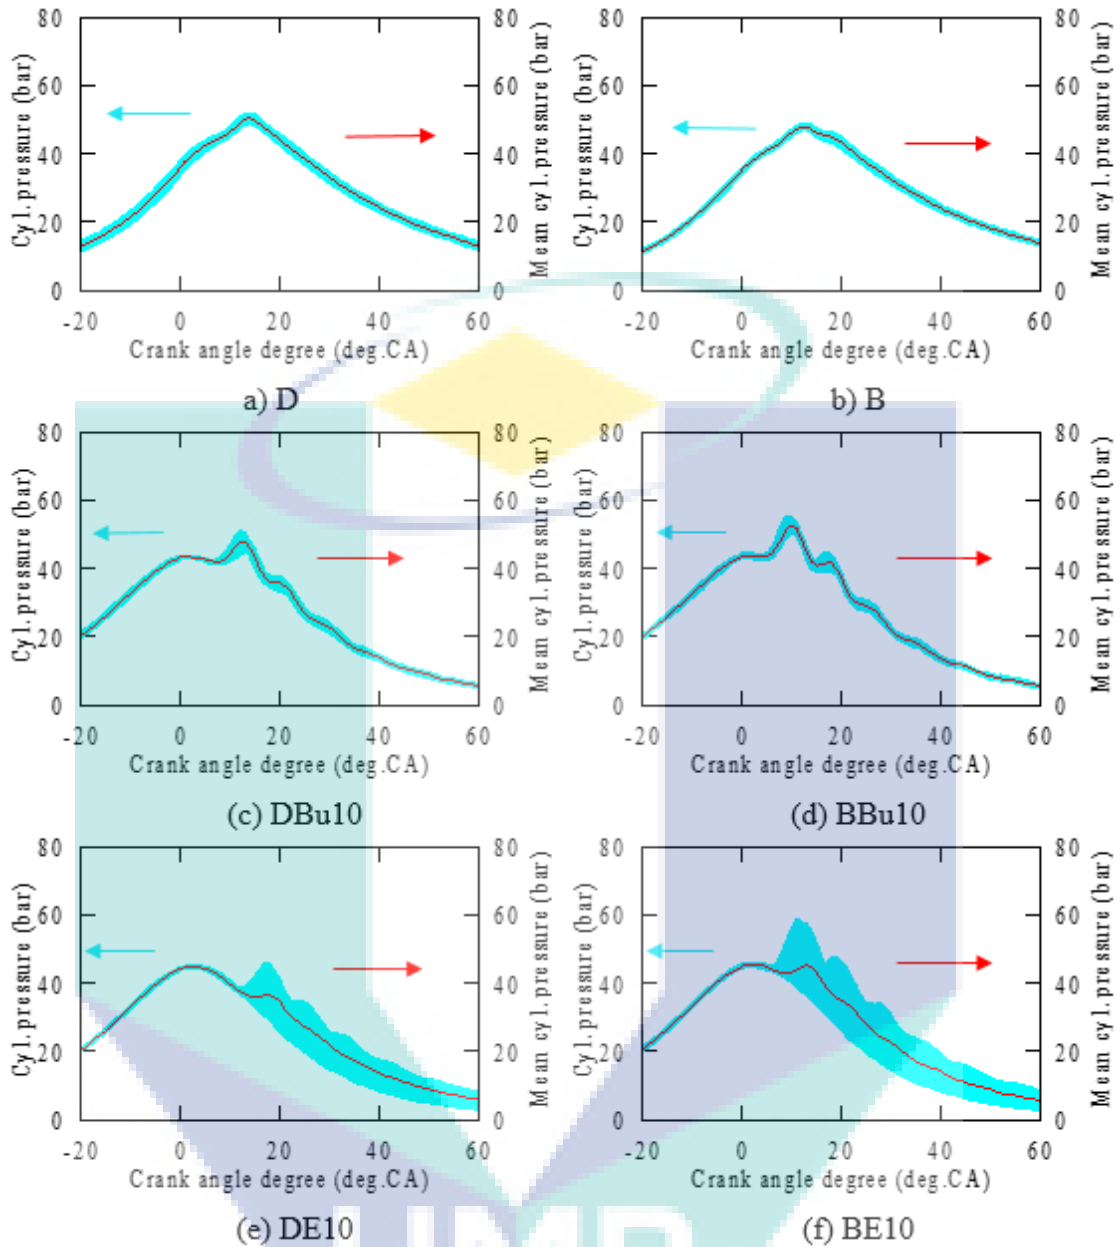 80 80 80 80
60 60 60 60
40 40 40 40
20 20 20 20
0 0 0 0
Cyl.pressure (bar) Mean cyl.pressure (bar) Cyl.pressure (bar) Mean cyl.pressure (bar)
-20 0 20 40 60 -20 0 20 40 60
Crank angle degree (deg.CA) Crank angle degree (deg.CA)
a) D b) B
80 80 80 80
60 60 60 60
40 40 40 40
20 20 20 20
0 0 0 0
Cyl.pressure (bar) Mean cyl.pressure (bar) Cyl.pressure (bar) Mean cyl.pressure (bar)
-20 0 20 40 60 -20 0 20 40 60
Crank angle degree (deg.CA) Crank angle degree (deg.CA)
(c) DBu10 (d) BBu10
80 80 80 80
60 60 60 60
40 40 40 40
20 20 20 20
0 0 0 0
Cyl.pressure (bar) Mean cyl.pressure (bar) Cyl.pressure (bar) Mean cyl.pressure (bar)
-20 0 20 40 60 -20 0 20 40 60
Crank angle degree (deg.CA) Crank angle degree (deg.CA)
(e) DE10 (f) BE10
UMP